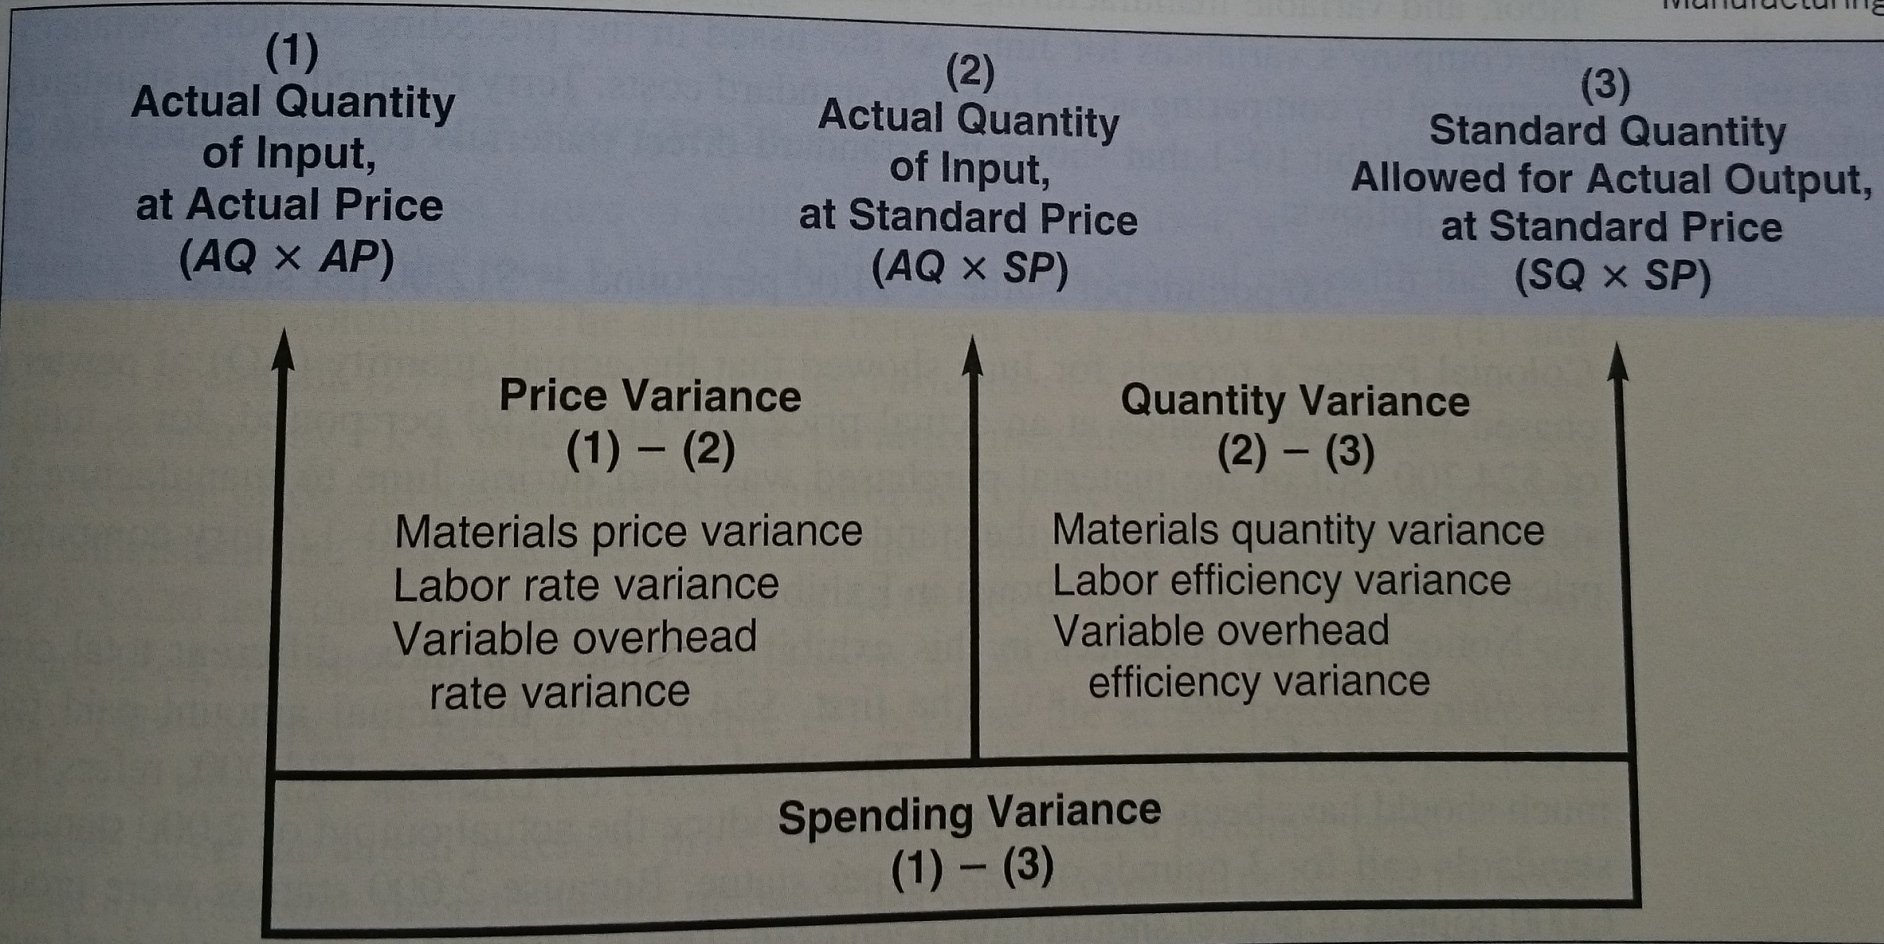 Manufacturing
(1)
Actual Quantity
of Input,
at Actual Price
(AQ × AP)
(2)
Actual Quantity
of Input,
at Standard Price
(AQ × SP)
(3)
Standard Quantity
Allowed for Actual Output,
at Standard Price
(SQ × SP)
Price Variance
(1) – (2)
Materials price variance
Labor rate variance
Variable overhead
rate variance
Quantity Variance
(2) – (3)
Materials quantity variance
Labor efficiency variance
Variable overhead
efficiency variance
Spending Variance
(1) – (3)